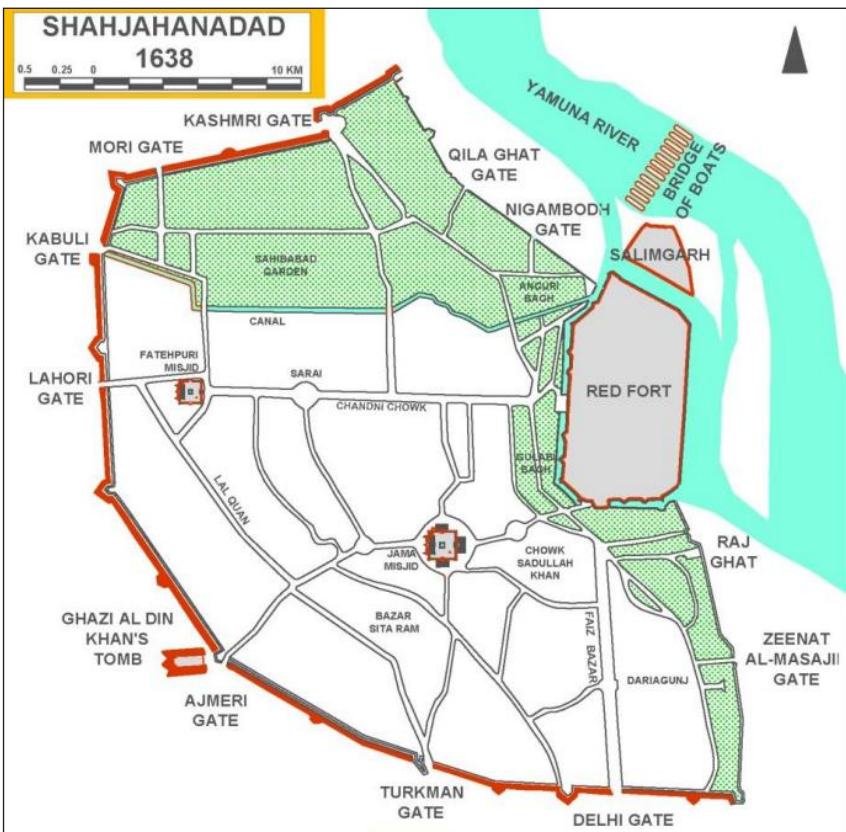 SHAHJAHANADAD
1638
0.5 0.25 0 10 KM
KASHMRI GATE
MORI GATE
KABULI
GATE
LAHORI
GATE
YAMUNA RIVER
BRIDGE
OF BOATS
QILA GHAT
GATE
NIGAMBODH
GATE
SALIMGARH
SAHIBABAD
GARDEN
ANGURI
BAGH
CANAL
FATEHPURI
MISJID
SARAI
CHANDNI CHOWK
RED FORT
GULABI
BAGH
LAL QUAN
JAMA
MISJID
CHOWK
SADULLAH
KHAN
RAJ
GHAT
GHAZI AL DIN
KHAN'S
TOMB
BAZAR
SITA RAM
FAIZ BAZAR
DARIAGUNJ
ZEENAT
AL-MASAJII
GATE
AJMERI
GATE
TURKMAN
GATE
DELHI GATE